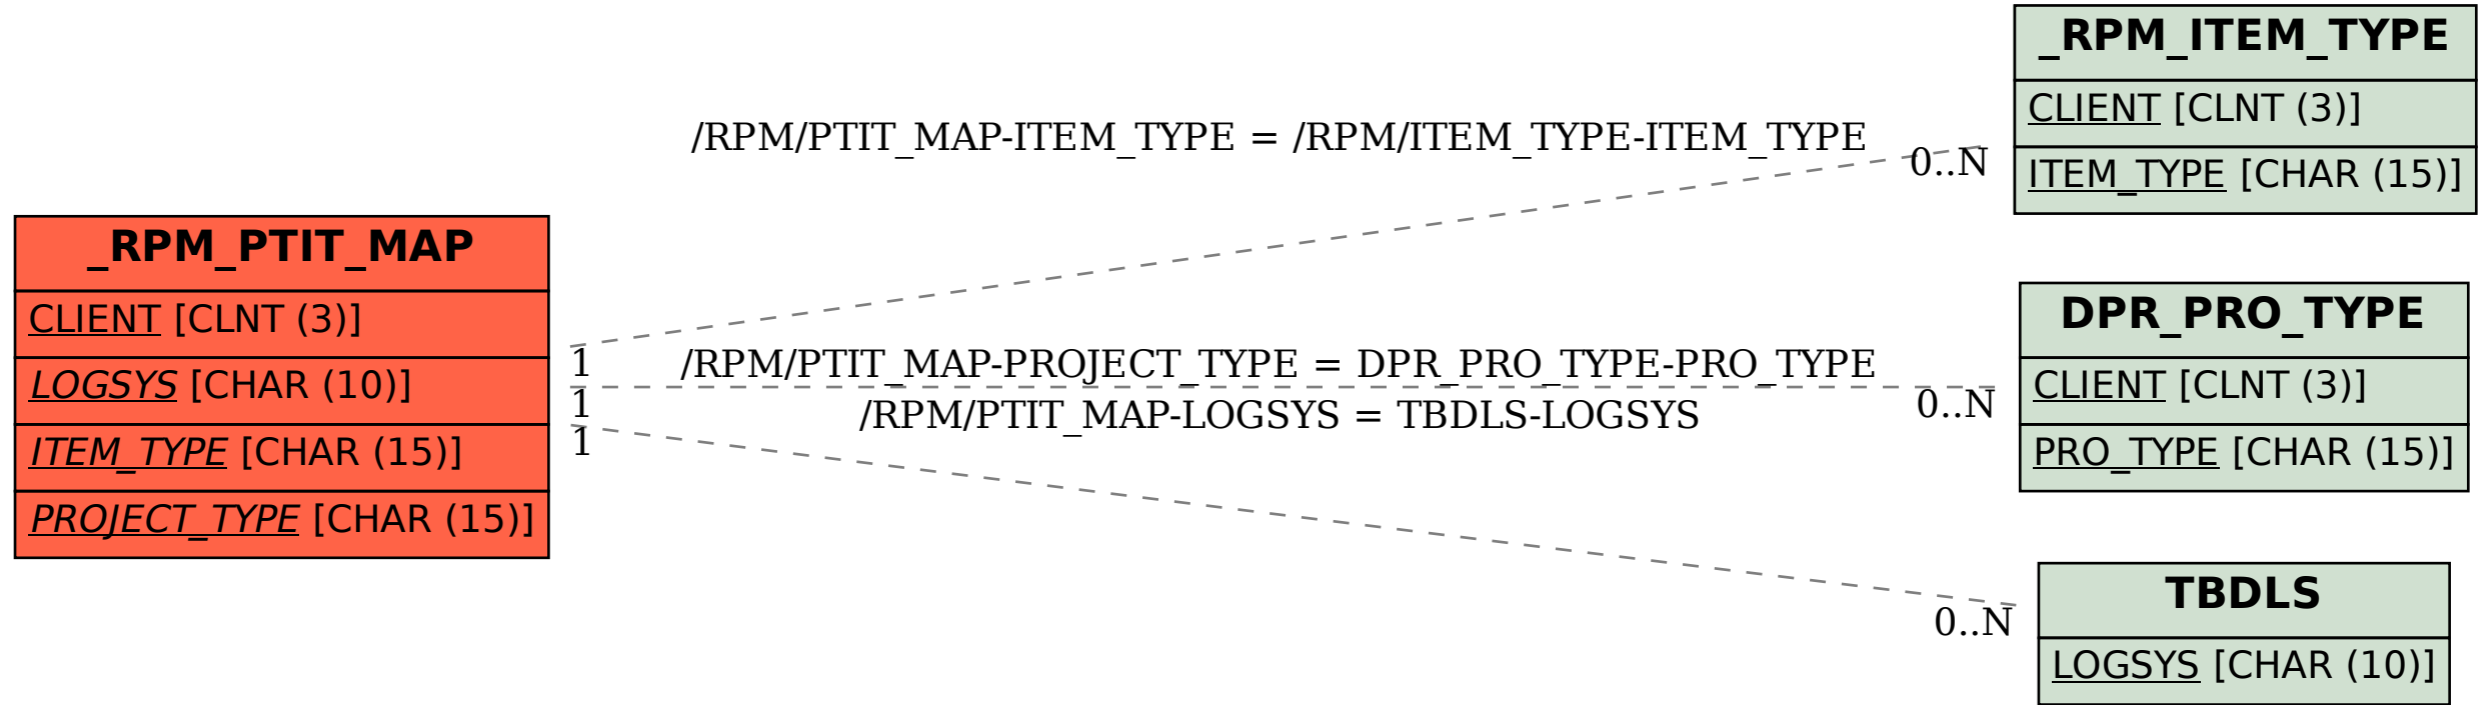 _RPM_PTIT_MAP
CLIENT [CLNT (3)]
LOGSYS [CHAR (10)]
ITEM_TYPE [CHAR (15)]
PROJECT_TYPE [CHAR (15)]
/RPM/PTIT_MAP-ITEM_TYPE = /RPM/ITEM_TYPE-ITEM_TYPE
0..N
1
/RPM/PTIT_MAP-PROJECT_TYPE = DPR_PRO_TYPE-PRO_TYPE
0..N
1
/RPM/PTIT_MAP-LOGSYS = TBDLS-LOGSYS
1
0..N
_RPM_ITEM_TYPE
CLIENT [CLNT (3)]
ITEM_TYPE [CHAR (15)]
DPR_PRO_TYPE
CLIENT [CLNT (3)]
PRO_TYPE [CHAR (15)]
TBDLS
LOGSYS [CHAR (10)]